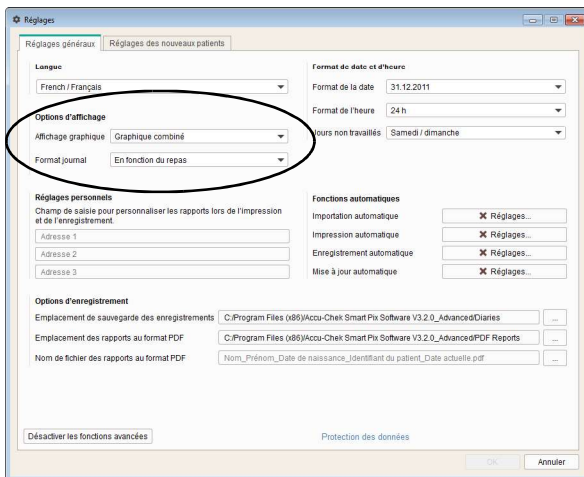 Réglages
Réglages généraux
Réglages des nouveaux patients
Langue
French / Français
Options d'affichage
Affichage graphique Graphique combiné
Format journal En fonction du repas
Format de date et d'heure
Format de la date 31.12.2011
Format de l'heure 24 h
Jours non travaillés Samedi / dimanche
Réglages personnels
Champ de saisie pour personnaliser les rapports lors de l'impression
et de l'enregistrement.
Adresse 1
Adresse 2
Adresse 3
Fonctions automatiques
Importation automatique Réglages...
Impression automatique Réglages...
Enregistrement automatique Réglages...
Mise à jour automatique Réglages...
Options d'enregistrement
Emplacement de sauvegarde des enregistrements C:/Program Files (x86)/Accu-Chek Smart Pix Software V3.2.0_Advanced/Diaries ...
Emplacement des rapports au format PDF C:/Program Files (x86)/Accu-Chek Smart Pix Software V3.2.0_Advanced/PDF Reports ...
Nom de fichier des rapports au format PDF Nom_Prénom_Date de naissance_Identifiant du patient_Date actuelle.pdf ...
Désactiver les fonctions avancées
Protection des données
OK
Annuler